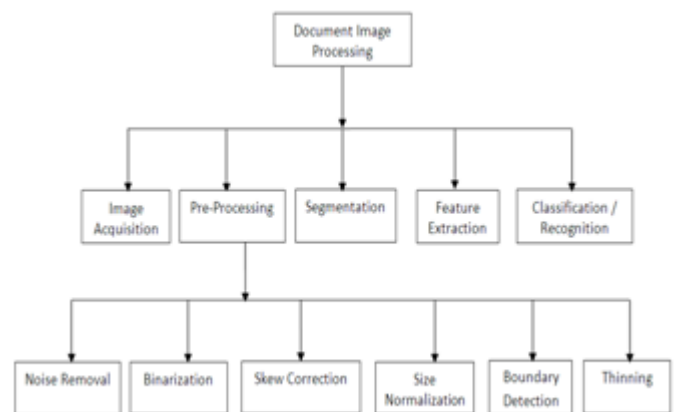 Document Image
Processing
Image
Acquisition
Pre-Processing
Segmentation
Feature
Extraction
Classification /
Recognition
Noise Removal
Binarization
Skew Correction
Size
Normalization
Boundary
Detection
Thinning